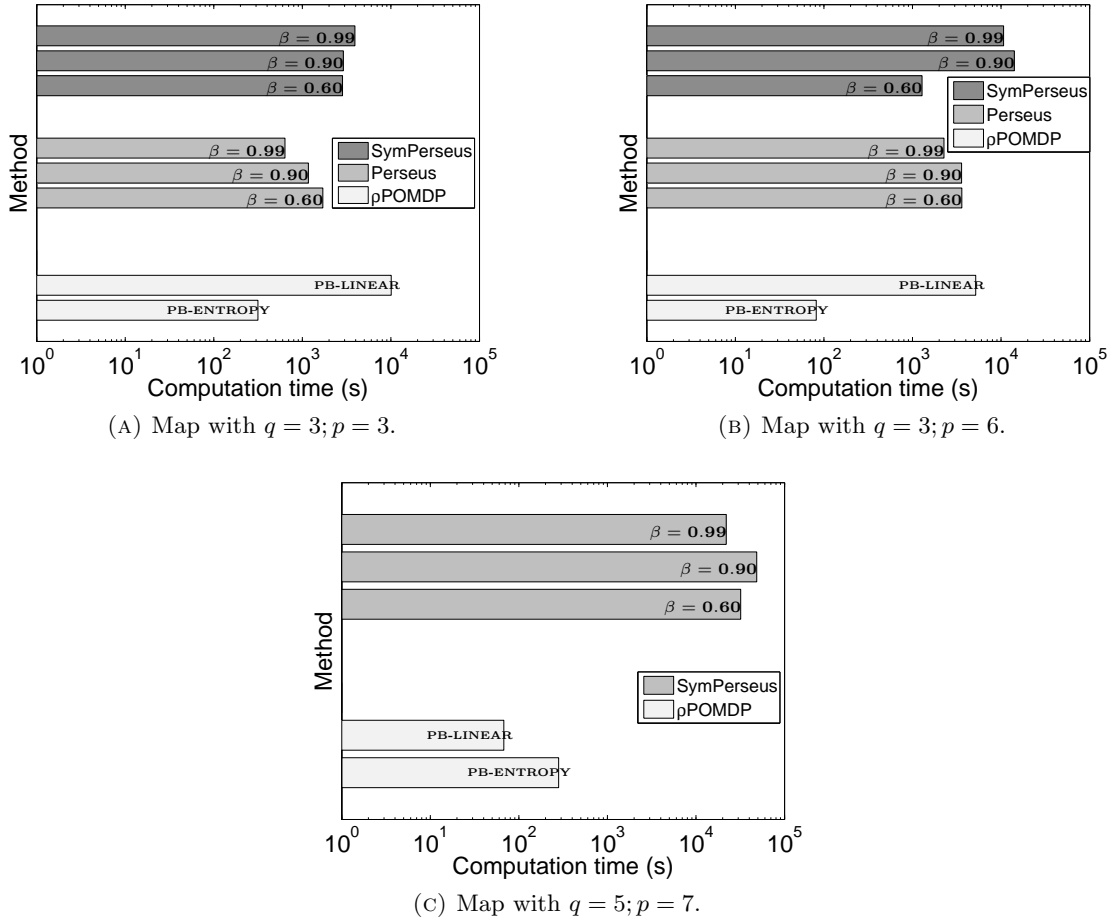 β = 0.99
β = 0.90
β = 0.60
β = 0.99
β = 0.90
β = 0.60
PB-LINEAR
PB-ENTROPY
SymPerseus
Perseus
ρPOMDP
Method
10^0 10^1 10^2 10^3 10^4 10^5
Computation time (s)
(A) Map with q = 3; p = 3.
β = 0.99
β = 0.90
β = 0.60
β = 0.99
β = 0.90
β = 0.60
PB-LINEAR
PB-ENTROPY
SymPerseus
Perseus
ρPOMDP
Method
10^0 10^1 10^2 10^3 10^4 10^5
Computation time (s)
(B) Map with q = 3; p = 6.
β = 0.99
β = 0.90
β = 0.60
PB-LINEAR
PB-ENTROPY
SymPerseus
ρPOMDP
Method
10^0 10^1 10^2 10^3 10^4 10^5
Computation time (s)
(C) Map with q = 5; p = 7.